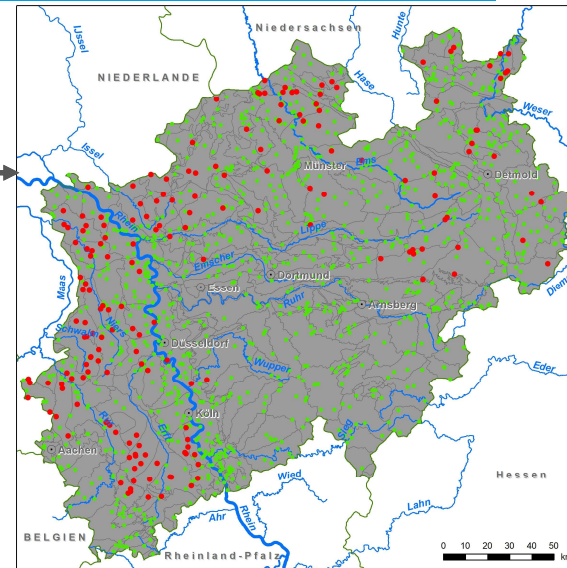 Niedersachsen
IJssel
Hunte
NIEDERLANDE
Hase
Weser
Issel
Münster
Ems
Detmold
Rhein
Lippe
Emscher
Dortmund
Maas
Essen
Ruhr
Arnsberg
Diem
Schwalm
Niers
Düsseldorf
Wupper
Eder
Köln
Rur
Erft
Sieg
Aachen
Hessen
Wied
Lahn
Ahr
Rhein
BELGIEN
Rheinland-Pfalz
0 10 20 30 40 50
km